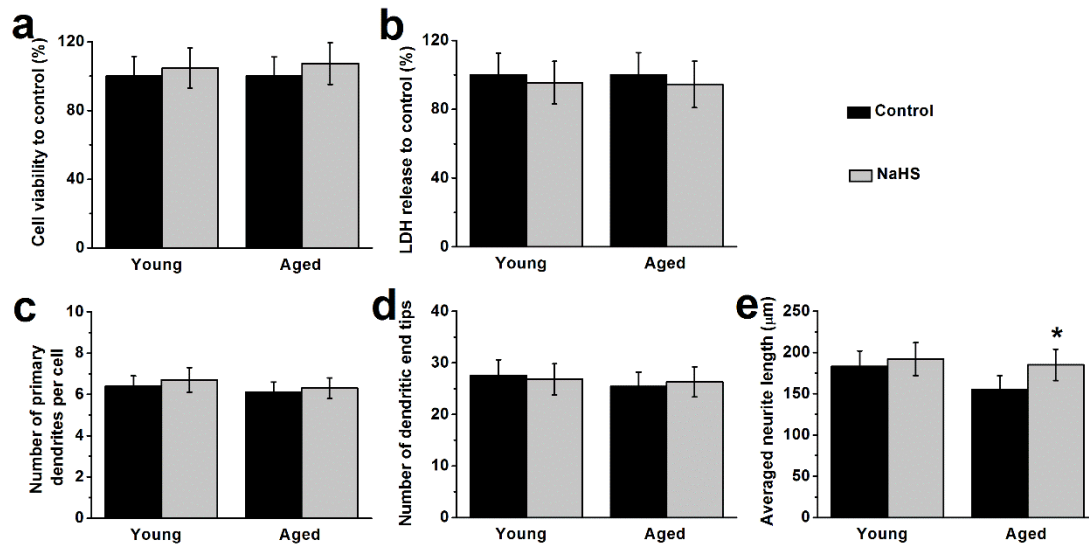 a
Cell viability to control (%)
120
80
40
0
Young
Aged
b
LDH release to control (%)
120
80
40
0
Young
Aged
Control
NaHS
c
Number of primary
dendrites per cell
10
8
6
4
2
0
Young
Aged
d
Number of dendritic end tips
40
30
20
10
0
Young
Aged
e
Averaged neurite length (μm)
250
200
150
100
50
0
*
Young
Aged